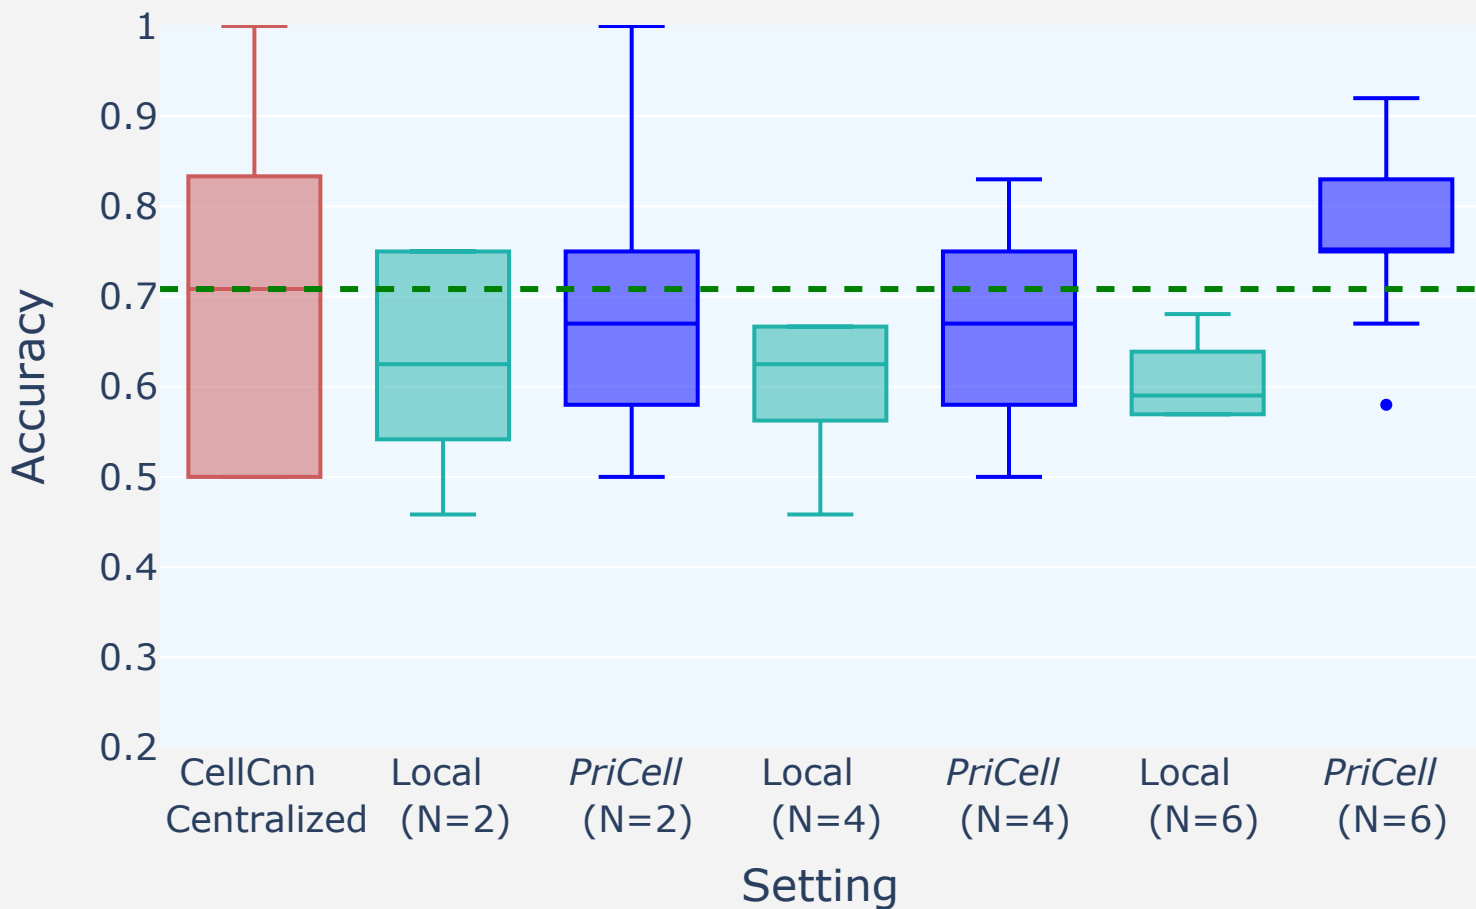 1
0.9
0.8
0.7
0.6
0.5
0.4
0.3
0.2
Accuracy
CellCnn Centralized
Local (N=2)
PriCell (N=2)
Local (N=4)
PriCell (N=4)
Local (N=6)
PriCell (N=6)
Setting